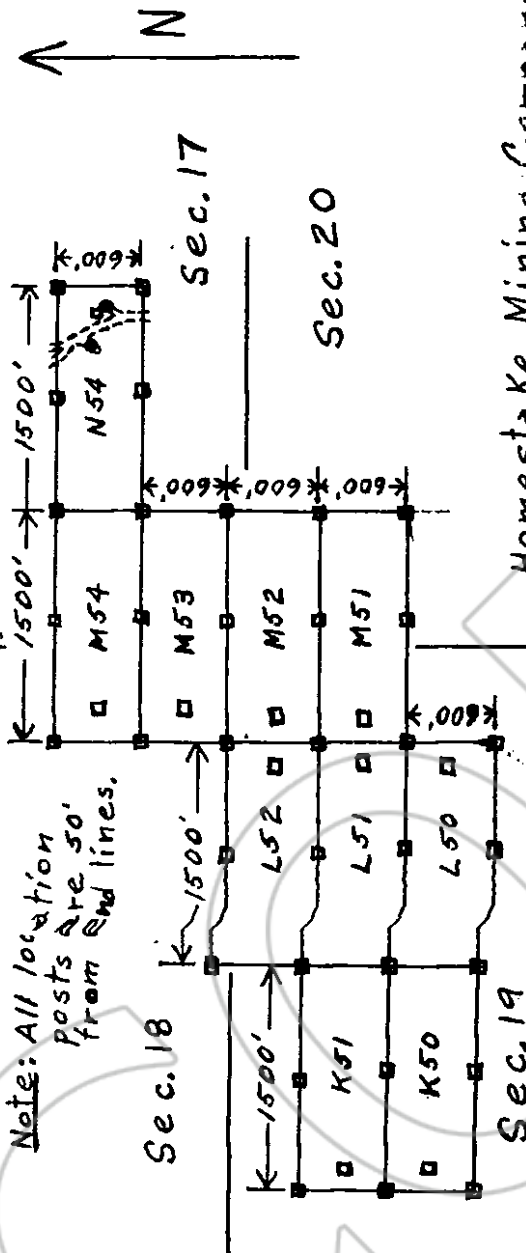 N
Note: All location
posts are 50'
from end lines.
1500'
1500'
600'
N54
Sec. 17
M54
M53
600'
1500'
Sec. 18
L52
M52
600'
Sec. 20
L51
M51
600'
1500'
K51
L50
600'
K50
Sec. 19
Homestake Mining Company